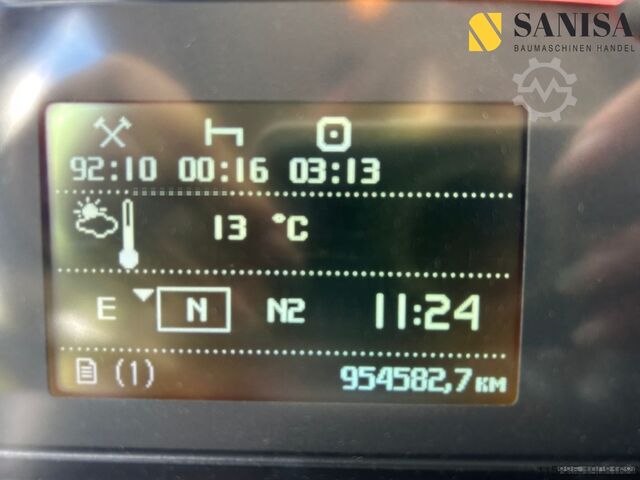 SANISA
BAUMASCHINEN HANDEL
92:10 00:16 03:13
13 °C
E N N2 11:24
(1) 954582,7 KM